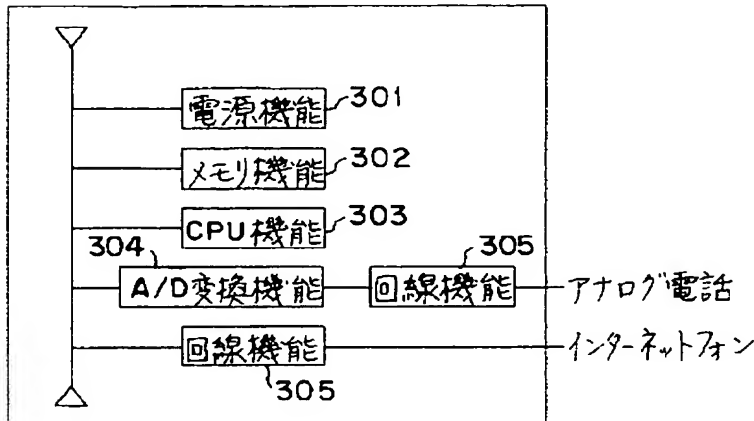 電源機能 301
メモリ機能 302
CPU機能 303
304 305
A/D変換機能 回線機能 アナログ電話
回線機能 インターネットフォン
305